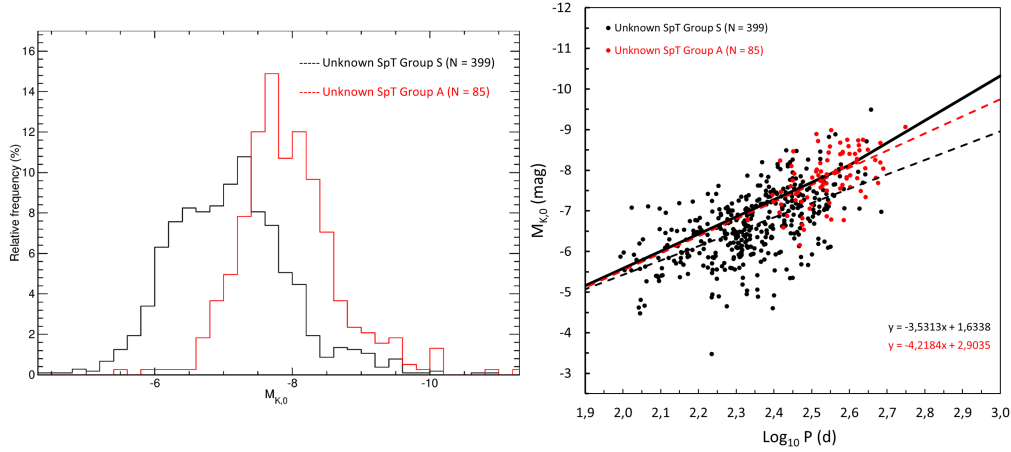 16
14
12
10
8
6
4
2
0
Relative frequency (%)
-6
-8
-10
M_{K,0}
Unknown SpT Group S (N = 399)
Unknown SpT Group A (N = 85)
-11
-10
-9
-8
-7
-6
-5
-4
-3
M_{K,0} (mag)
Unknown SpT Group S (N = 399)
Unknown SpT Group A (N = 85)
y = -3,5313x + 1,6338
y = -4,2184x + 2,9035
1,9 2,0 2,1 2,2 2,3 2,4 2,5 2,6 2,7 2,8 2,9 3,0
Log₁₀ P (d)